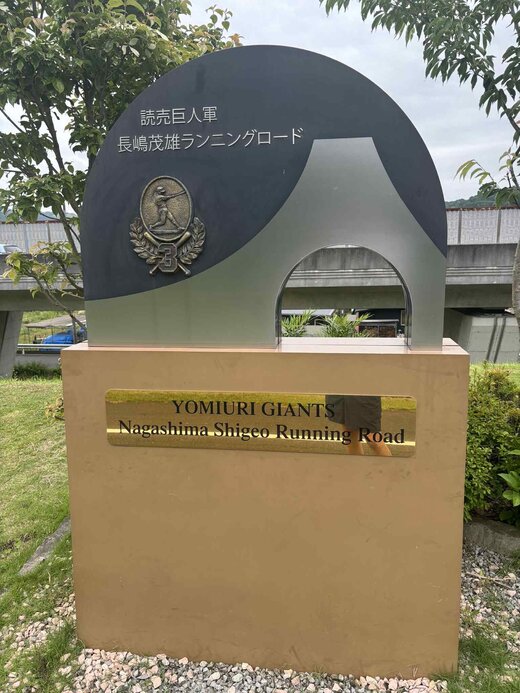 読売巨人軍
長嶋茂雄ランニングロード
3
YOMIURI GIANTS
Nagashima Shigeo Running Road